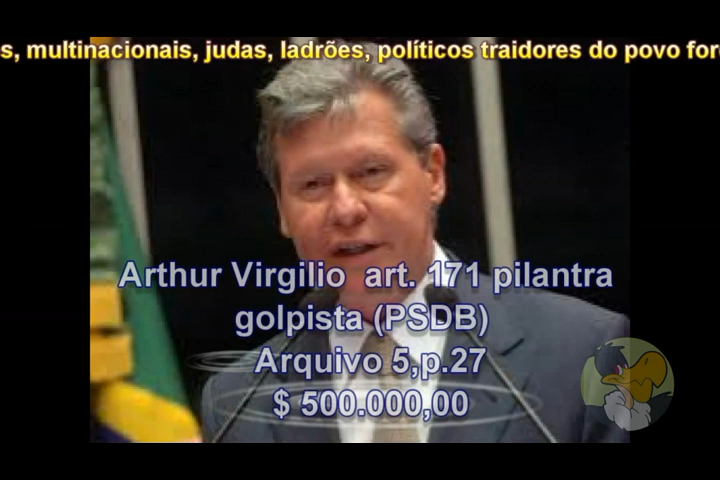 s, multinacionais, judas, ladrões, políticos traidores do povo for
Arthur Virgilio art. 171 pilantra
golpista (PSDB)
Arquivo 5,p.27
$ 500.000,00